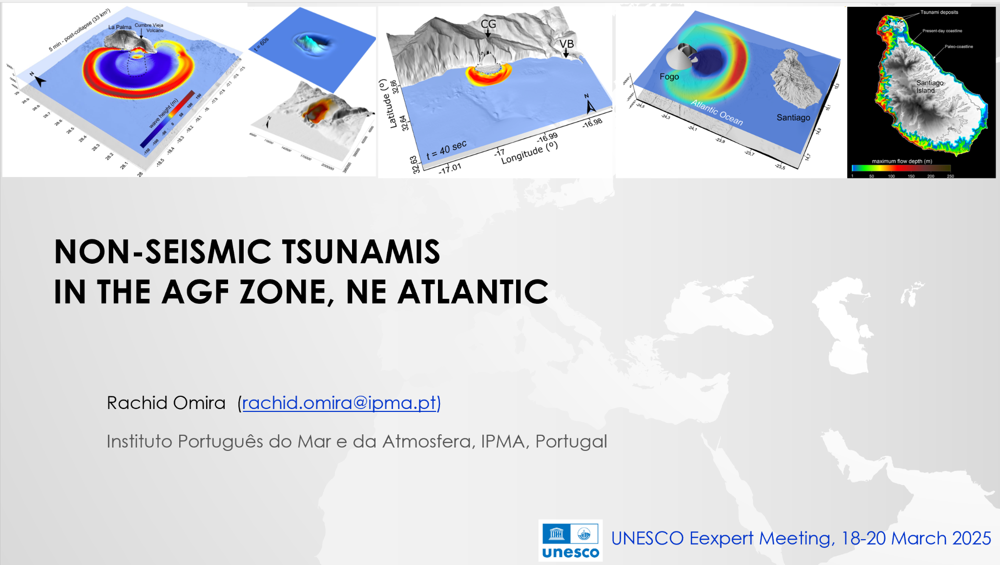 5 min - post-collapse (33 km³)
La Palma
Cumbre Vieja
Volcano
N
wave height (m)
-150 -100 -50 0 50 100 150
29 28.9 28.8 28.7 28.6 28.5 28.4 28.3 28.2 28.1 28
-18.5 -18.4 -18.3 -18.2 -18.1 -18 -17.9 -17.8 -17.7 -17.6 -17.5
t = 60s
N
80000 110000 140000 170000 200000
CG
VB
N
Latitude (º)
32.66
32.64
32.63
t = 40 sec
-17.01 -17 -16.99 -16.98
Longitude (º)
Fogo
Atlantic Ocean
Santiago
-24,5 -24,3 -24,1 -23,9 -23,7 -23,5
14,7 14,9 15,1 15,3
Tsunami deposits
Present-day coastline
Paleo-coastline
Santiago
Island
maximum flow depth (m)
1 50 100 150 200 250
NON-SEISMIC TSUNAMIS
IN THE AGF ZONE, NE ATLANTIC
Rachid Omira (rachid.omira@ipma.pt)
Instituto Português do Mar e da Atmosfera, IPMA, Portugal
unesco
UNESCO Eexpert Meeting, 18-20 March 2025